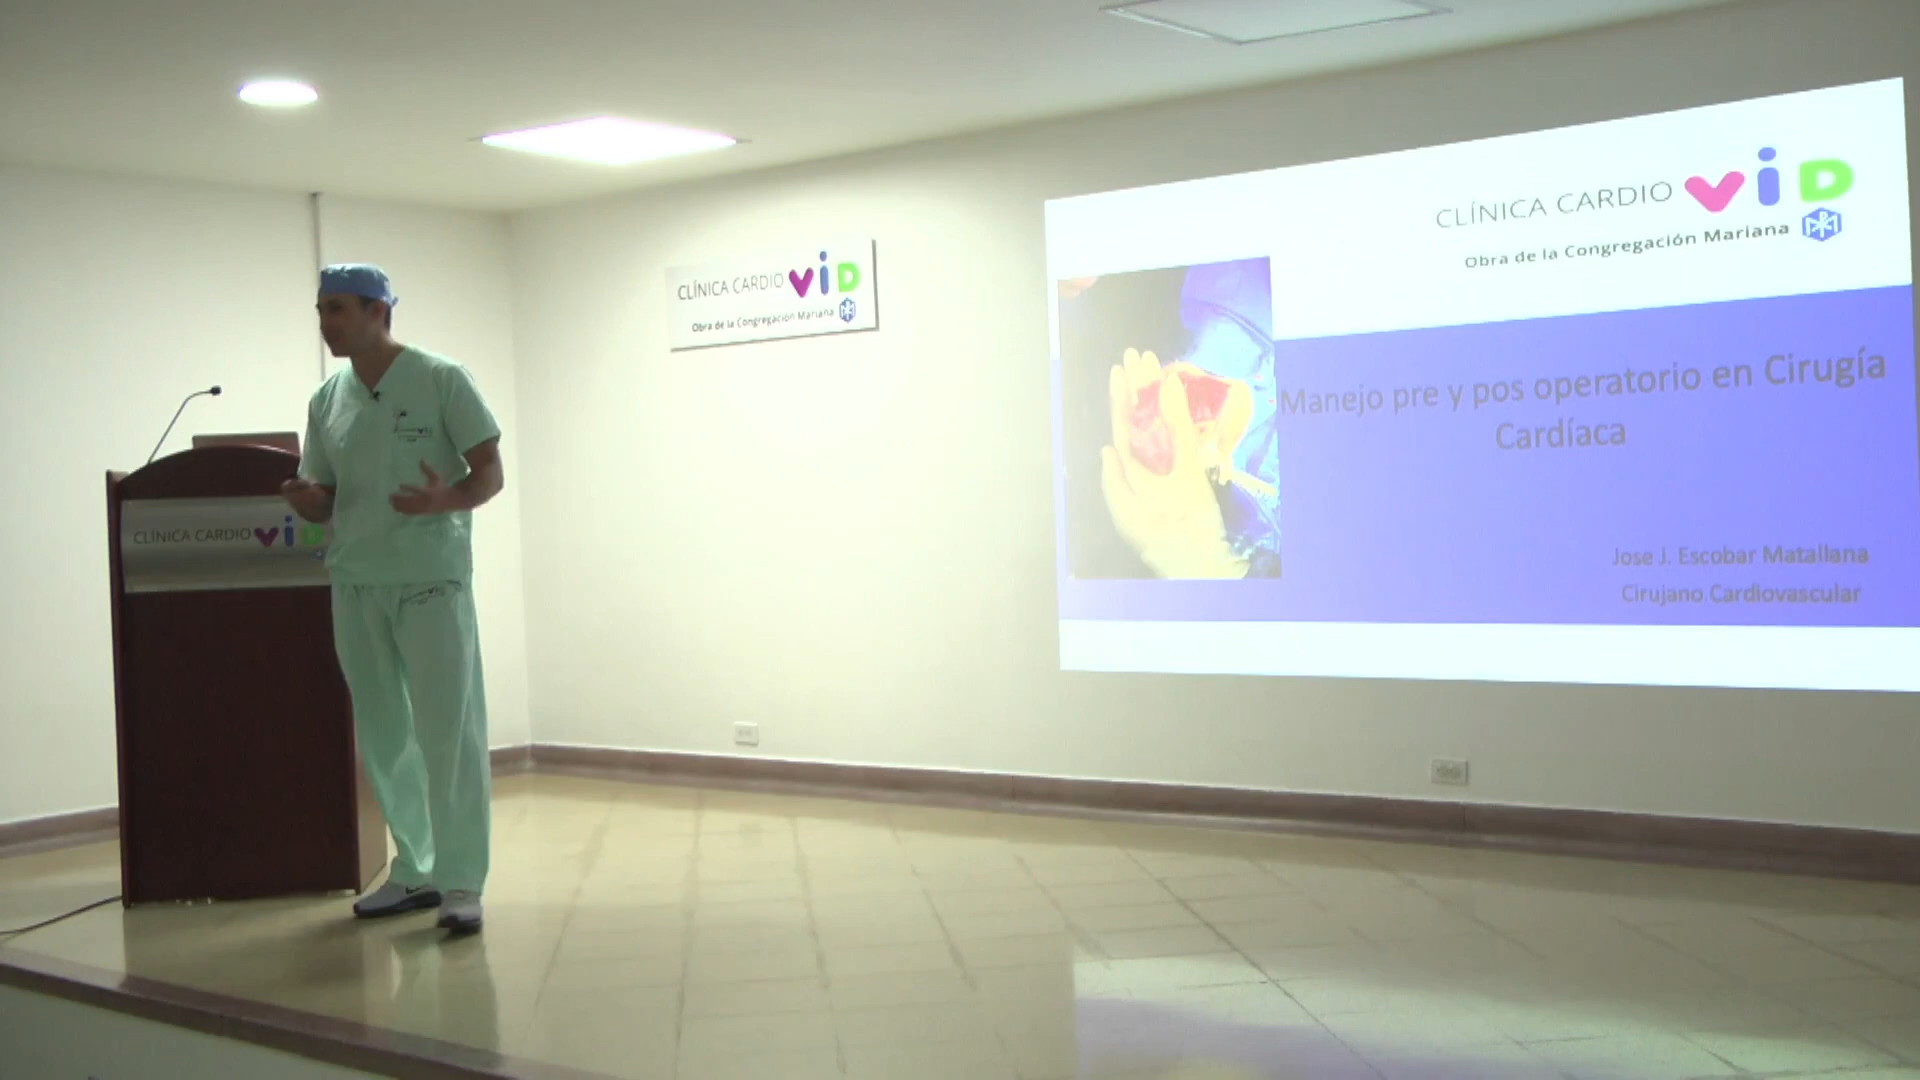 CLÍNICA CARDIO VID
Obra de la Congregación Mariana
CLÍNICA CARDIO VID
Obra de la Congregación Mariana
Manejo pre y pos operatorio en Cirugía
Cardíaca
Jose J. Escobar Matallana
Cirujano Cardiovascular
CLÍNICA CARDIO VID